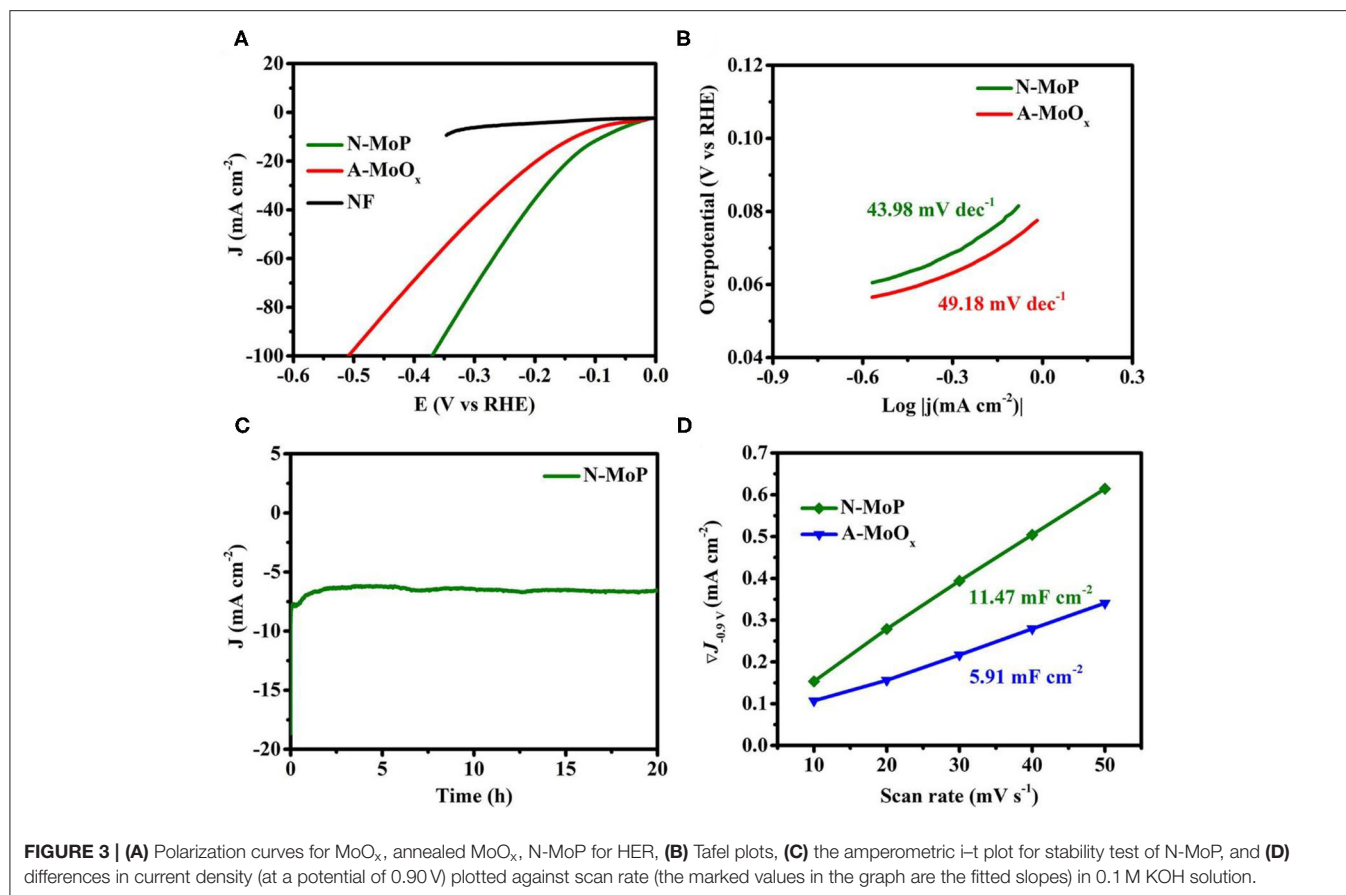 A
20
0
-20
-40
-60
-80
-100
J (mA cm⁻²)
N-MoP
A-MoOₓ
NF
-0.6 -0.5 -0.4 -0.3 -0.2 -0.1 0.0
E (V vs RHE)
B
0.12
0.10
0.08
0.06
0.04
Overpotential (V vs RHE)
N-MoP
A-MoOₓ
43.98 mV dec⁻¹
49.18 mV dec⁻¹
-0.9 -0.6 -0.3 0.0 0.3
Log |j(mA cm⁻²)|
C
5
0
-5
-10
-15
-20
J (mA cm⁻²)
N-MoP
0 5 10 15 20
Time (h)
D
0.7
0.6
0.5
0.4
0.3
0.2
0.1
0.0
▽J-0.9 V (mA cm⁻²)
N-MoP
A-MoOₓ
11.47 mF cm⁻²
5.91 mF cm⁻²
10 20 30 40 50
Scan rate (mV s⁻¹)
FIGURE 3 | (A) Polarization curves for MoOₓ, annealed MoOₓ, N-MoP for HER, (B) Tafel plots, (C) the amperometric i–t plot for stability test of N-MoP, and (D)
differences in current density (at a potential of 0.90 V) plotted against scan rate (the marked values in the graph are the fitted slopes) in 0.1 M KOH solution.